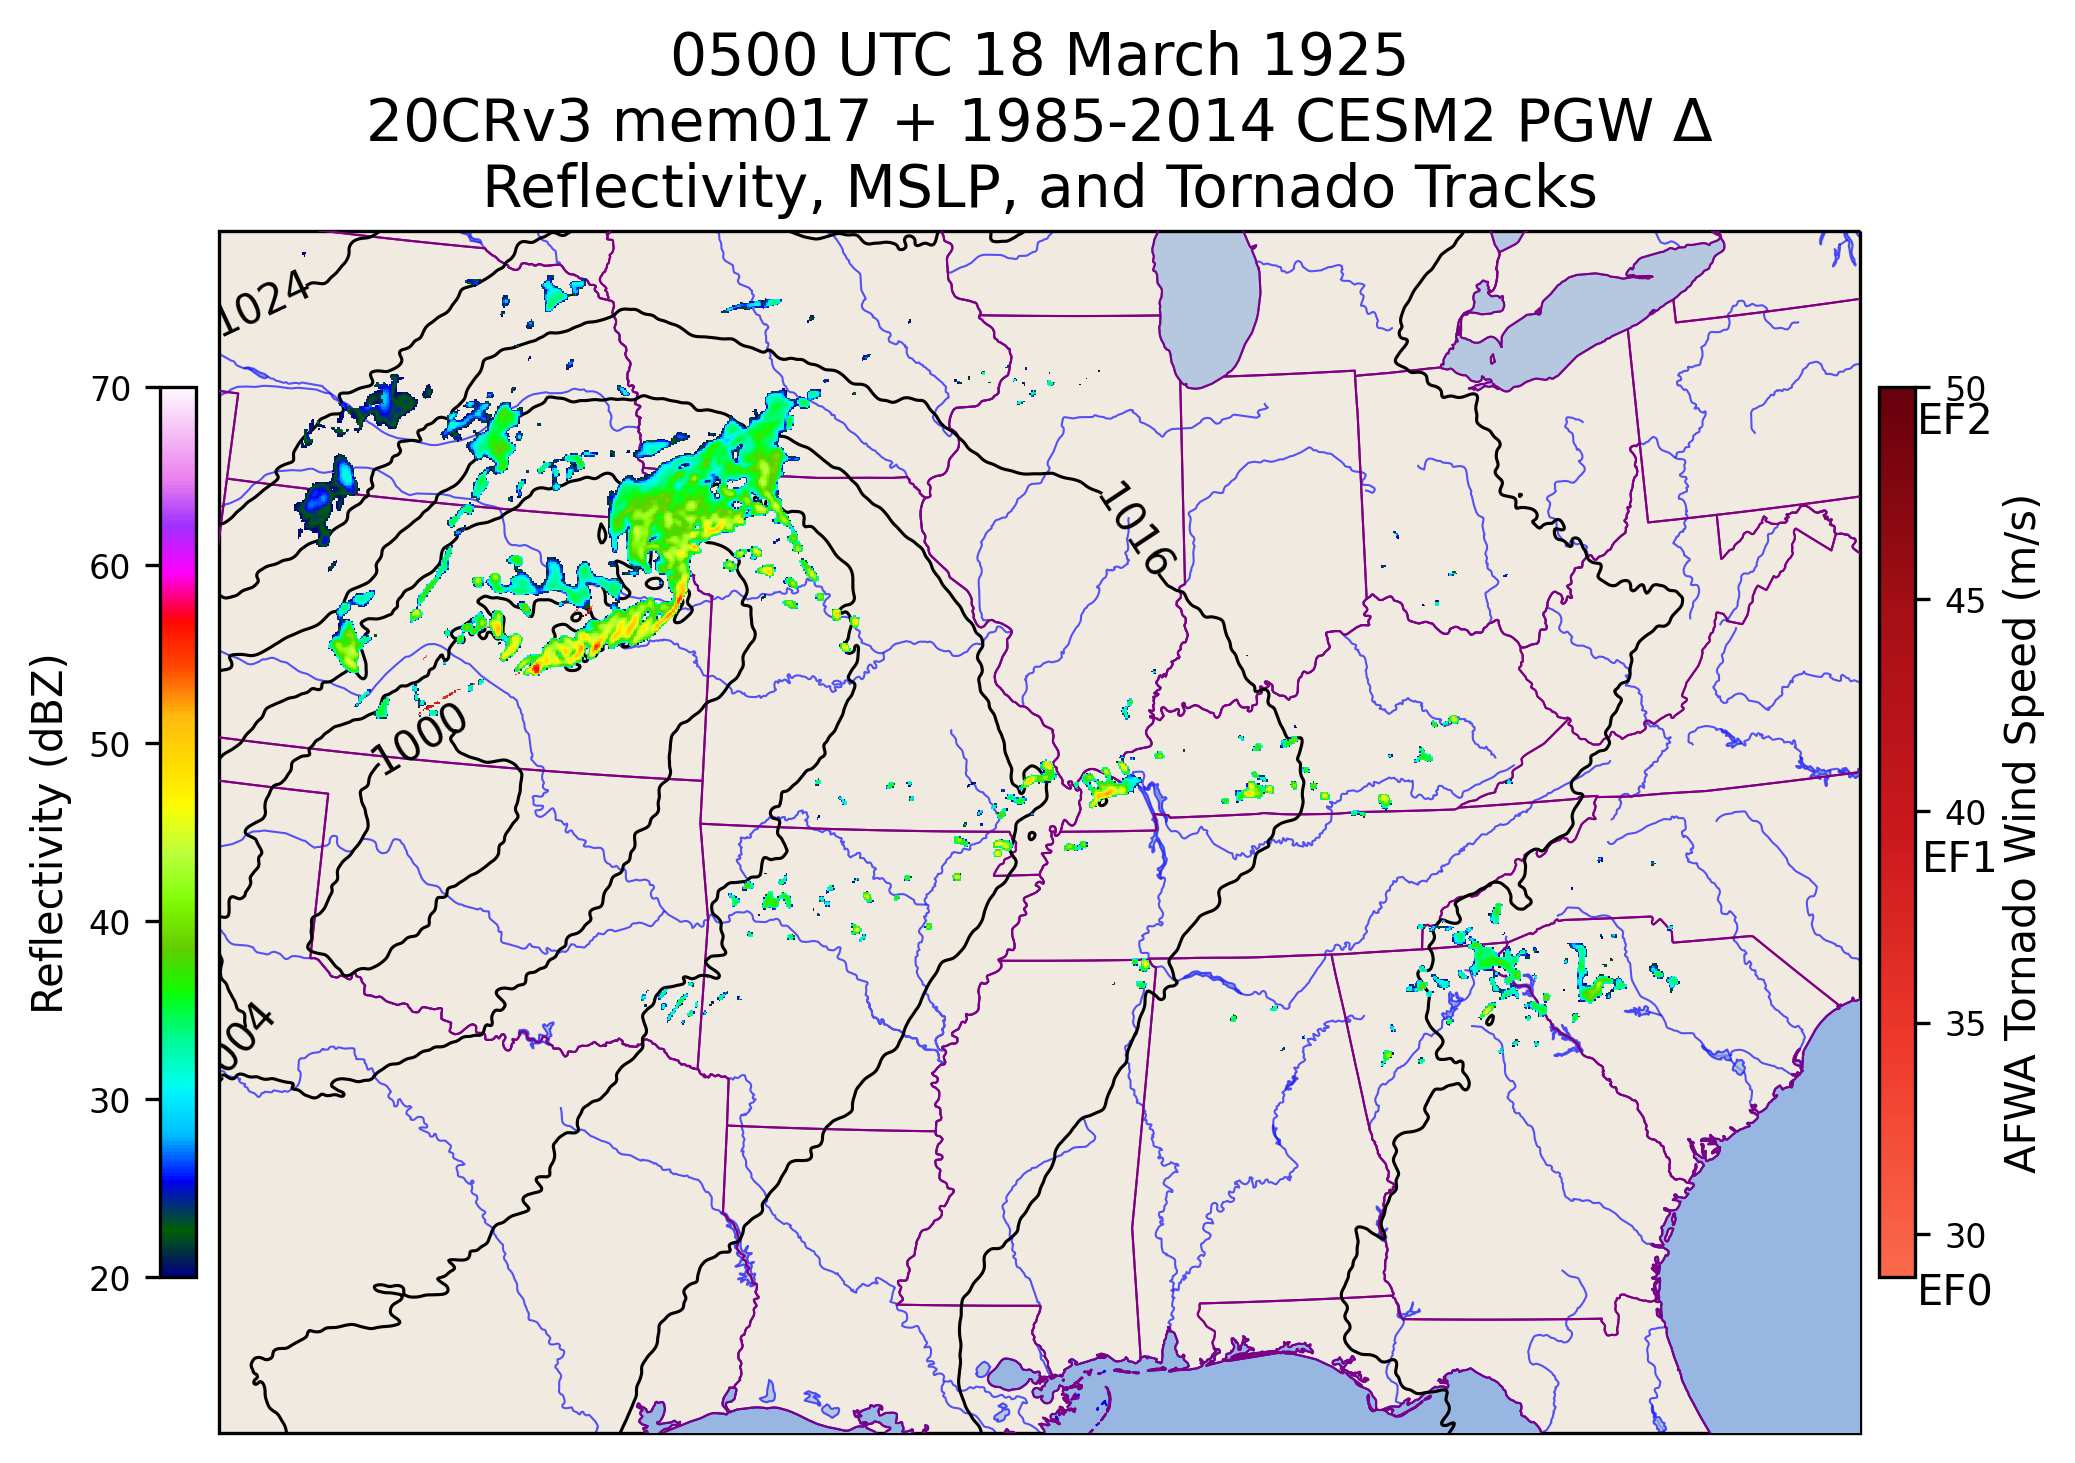 0500 UTC 18 March 1925
20CRv3 mem017 + 1985-2014 CESM2 PGW Δ
Reflectivity, MSLP, and Tornado Tracks
1024
1016
1000
004
70
60
50
40
30
20
Reflectivity (dBZ)
50
EF2
45
40
EF1
35
30
EF0
AFWA Tornado Wind Speed (m/s)